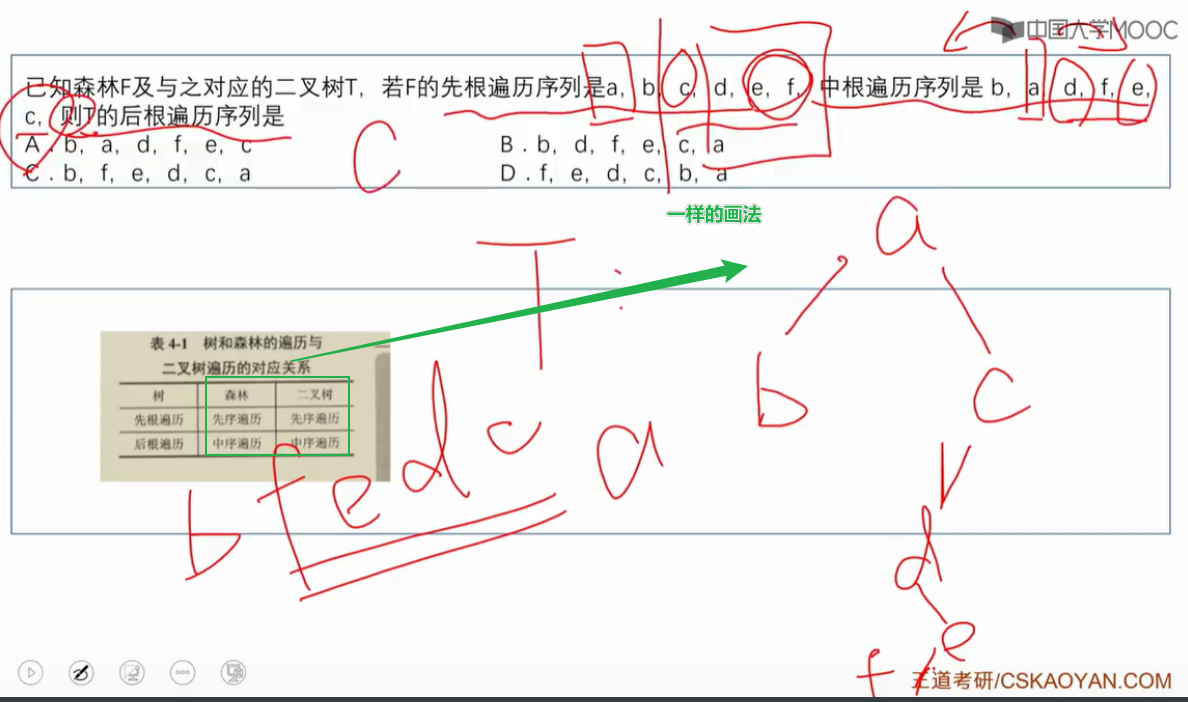 中国大学MOOC
已知森林F及与之对应的二叉树T，若F的先根遍历序列是a，b，c，d，e，f，中根遍历序列是 b，a，d，f，e，
c，则T的后根遍历序列是
A．b，a，d，f，e，c
B．b，d，f，e，c，a
C．b，f，e，d，c，a
D．f，e，d，c，b，a
C
一样的画法
T：
a
b
c
d
e
f
表 4-1 树和森林的遍历与
二叉树遍历的对应关系
树 森林 二叉树
先根遍历 先序遍历 先序遍历
后根遍历 中序遍历 中序遍历
b f e d c a
王道考研/CSKAOYAN.COM